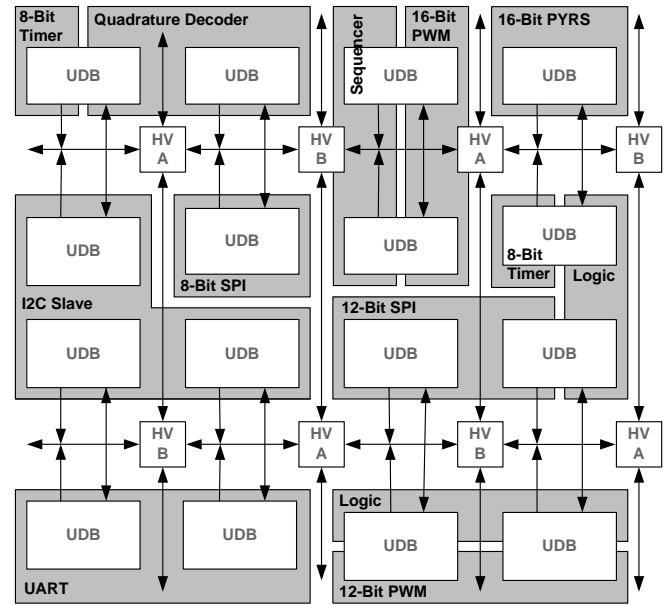 8-Bit
Timer
Quadrature Decoder
Sequencer
16-Bit
PWM
16-Bit PYRS
UDB
UDB
UDB
UDB
HV
A
HV
B
HV
A
HV
B
UDB
UDB
UDB
UDB
8-Bit SPI
8-Bit
Timer
Logic
I2C Slave
12-Bit SPI
UDB
UDB
UDB
UDB
HV
B
HV
A
HV
B
HV
A
Logic
UDB
UDB
UDB
UDB
UART
12-Bit PWM